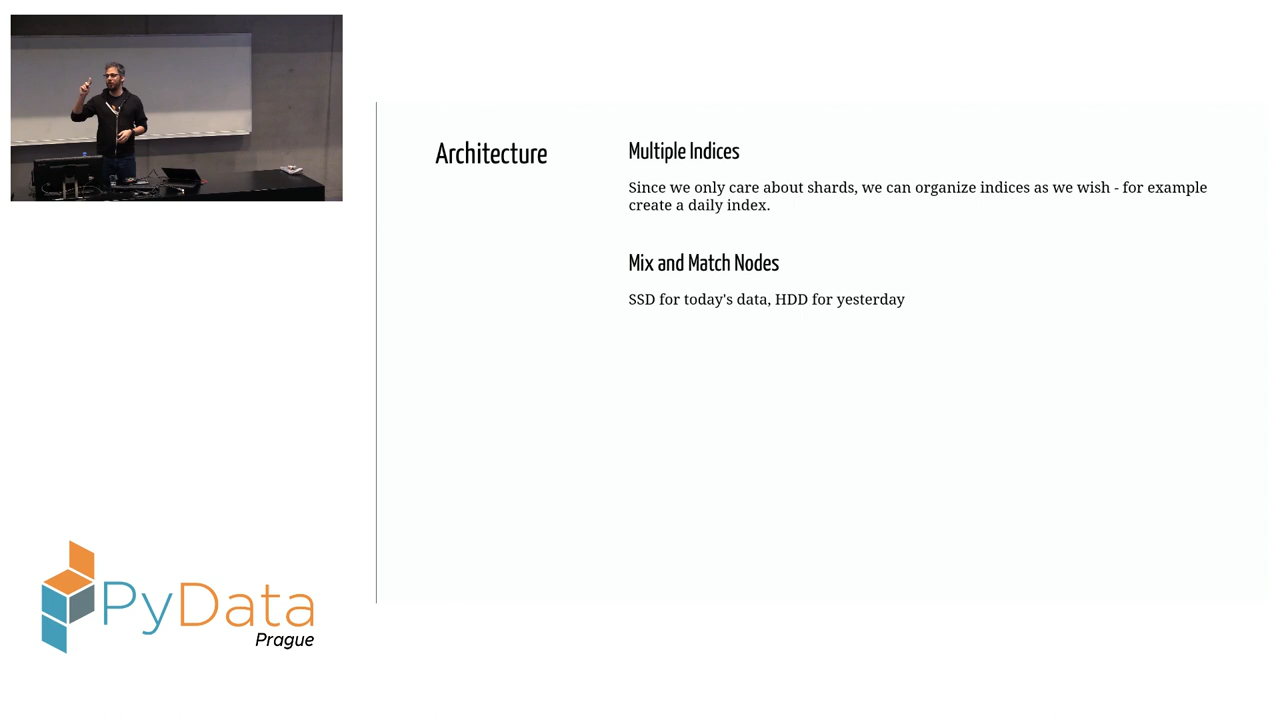 Architecture
Multiple Indices
Since we only care about shards, we can organize indices as we wish - for example
create a daily index.
Mix and Match Nodes
SSD for today's data, HDD for yesterday
PyData
Prague